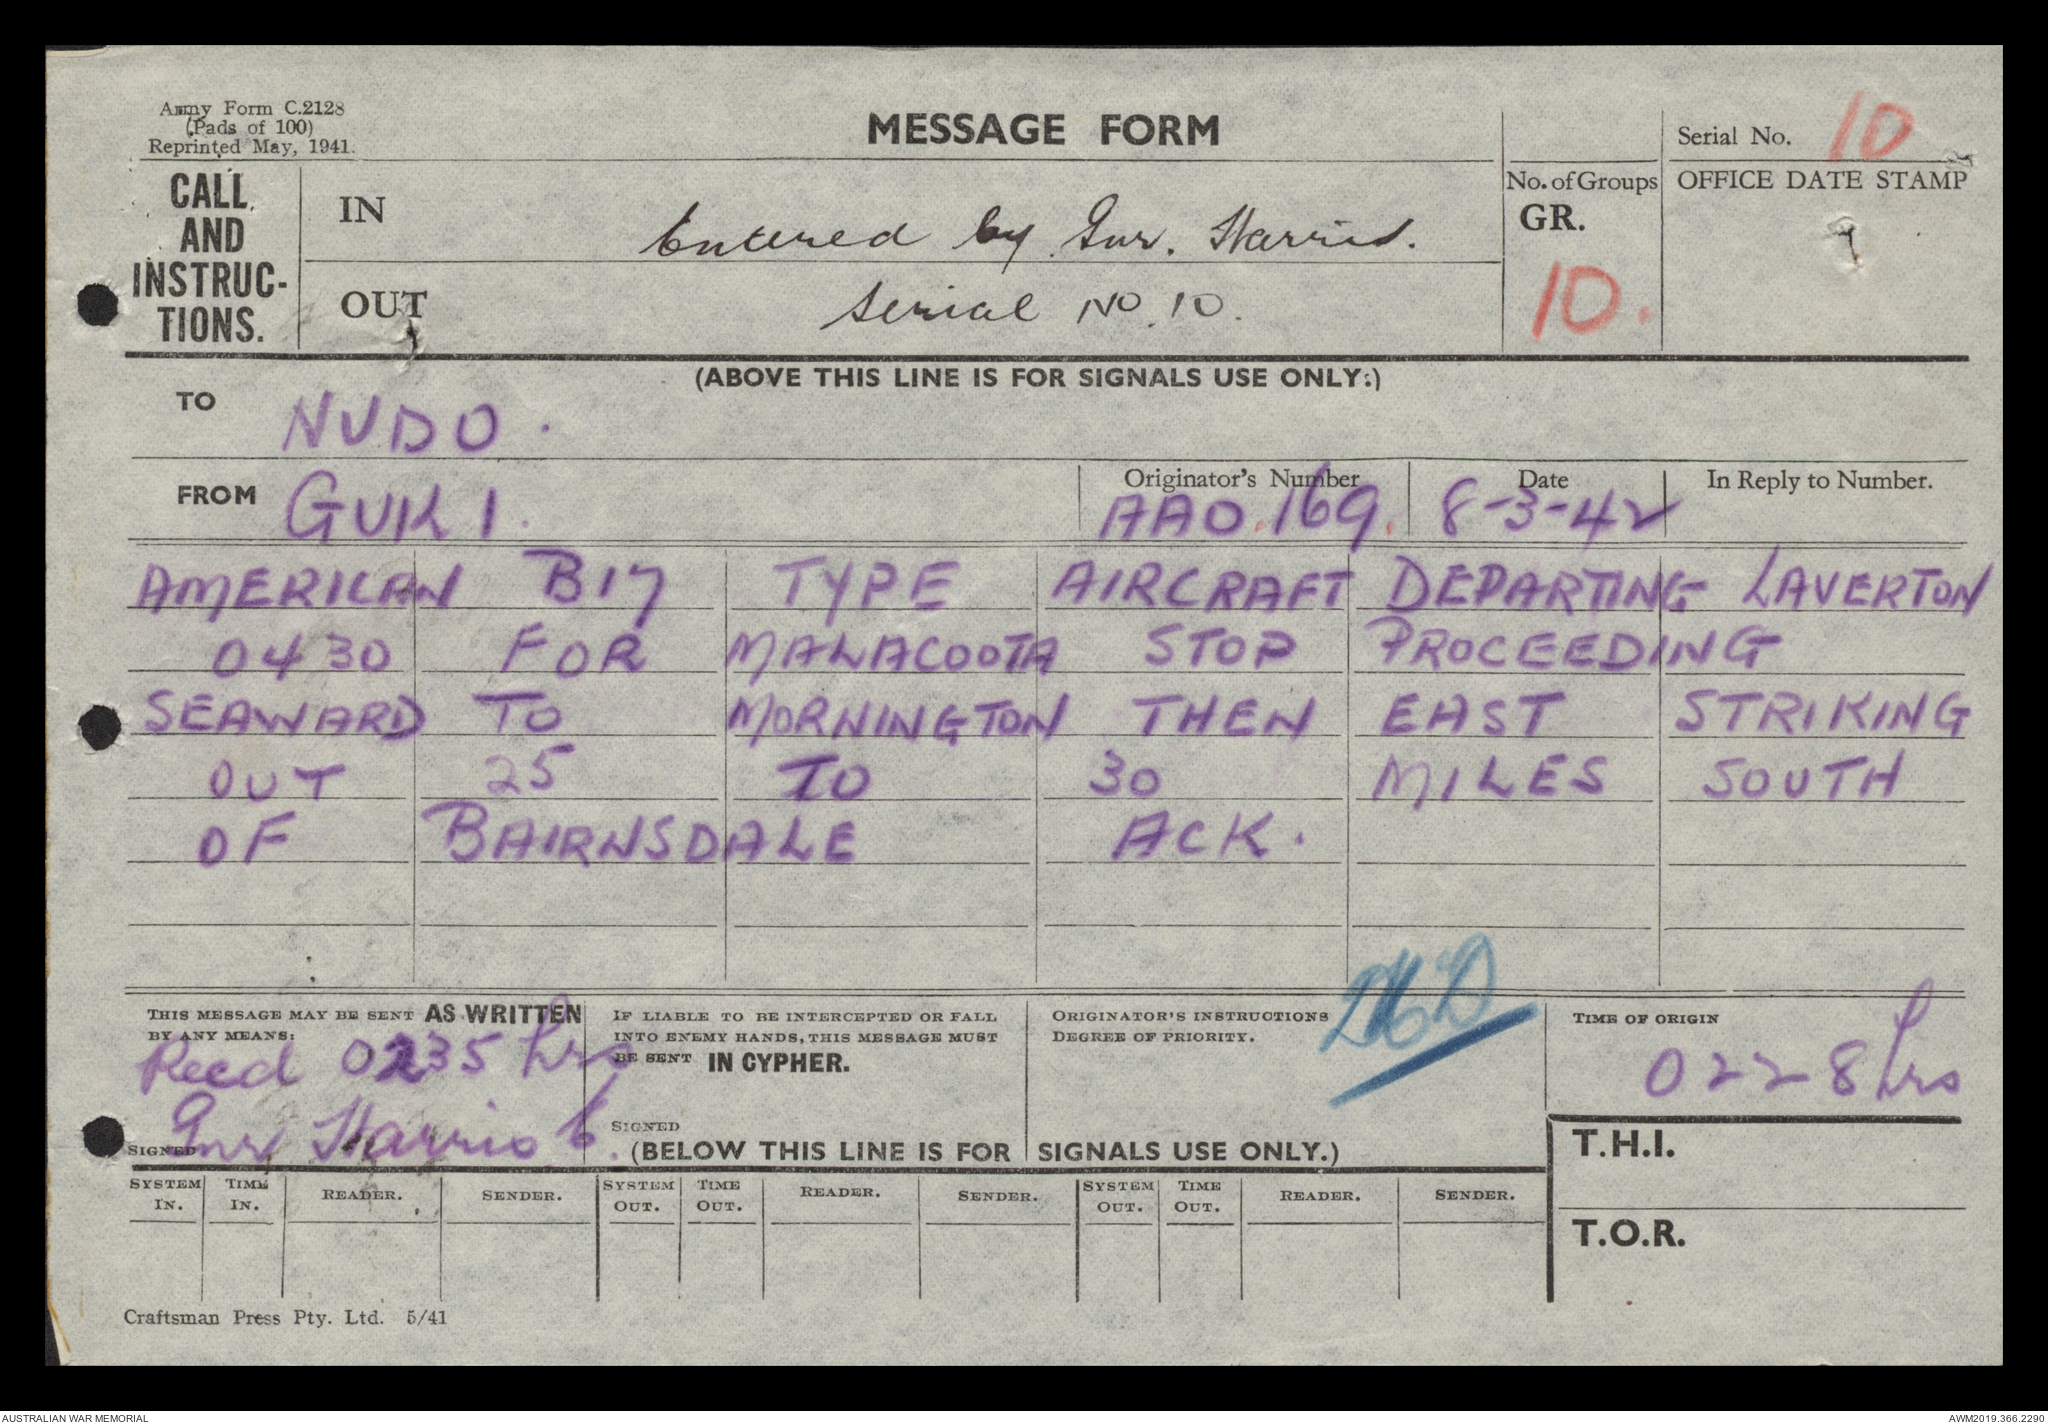 Army Form C.2128
(Pads of 100)
Reprinted May, 1941.
MESSAGE FORM
Serial No. 10
CALL AND INSTRUC-TIONS.
IN
Entered by Gnr. Harris.
No. of Groups
GR.
10.
OFFICE DATE STAMP
OUT
Serial No. 10.
(ABOVE THIS LINE IS FOR SIGNALS USE ONLY.)
TO NUDO.
FROM GUK1.
Originator's Number
AAO.169.
Date
8-3-42
In Reply to Number.
AMERICAN B17 TYPE AIRCRAFT DEPARTING LAVERTON
0430 FOR MALACOOTA STOP PROCEEDING
SEAWARD TO MORNINGTON THEN EAST STRIKING
OUT 25 TO 30 MILES SOUTH
OF BAIRNSDALE ACK.
THIS MESSAGE MAY BE SENT AS WRITTEN
BY ANY MEANS:
Recd 0235 hrs
Gnr Harris
SIGNED
IF LIABLE TO BE INTERCEPTED OR FALL
INTO ENEMY HANDS, THIS MESSAGE MUST
BE SENT IN CYPHER.
SIGNED
ORIGINATOR'S INSTRUCTIONS
DEGREE OF PRIORITY.
TIME OF ORIGIN
0228 hrs
(BELOW THIS LINE IS FOR SIGNALS USE ONLY.)
T.H.I.
T.O.R.
SYSTEM IN. TIME IN. READER. SENDER. SYSTEM OUT. TIME OUT. READER. SENDER. SYSTEM OUT. TIME OUT. READER. SENDER.
Craftsman Press Pty. Ltd. 5/41
AUSTRALIAN WAR MEMORIAL
AWM2019.366.2290